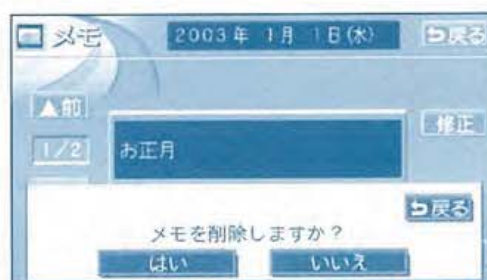 メモ 2003年 1月 1日(水) 戻る
▲前
1/2 お正月 修正
戻る
メモを削除しますか？
はい いいえ